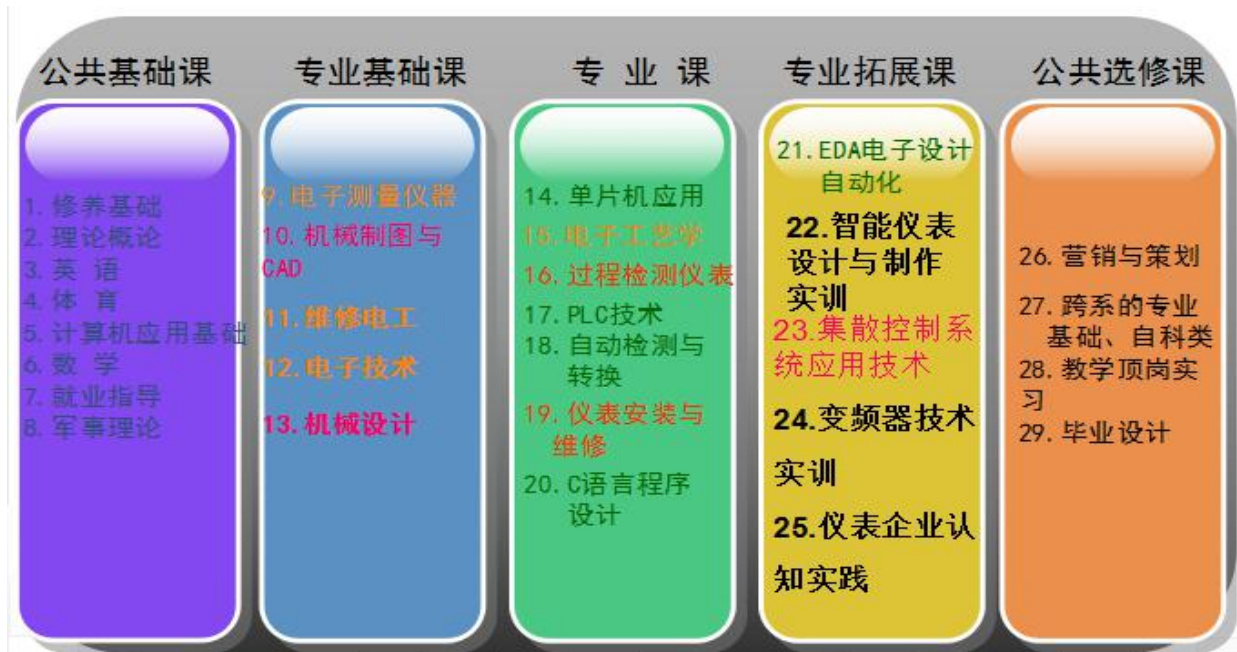 公共基础课
1. 修养基础
2. 理论概论
3. 英 语
4. 体 育
5. 计算机应用基础
6. 数 学
7. 就业指导
8. 军事理论
专业基础课
9. 电子测量仪器
10. 机械制图与
CAD
11. 维修电工
12. 电子技术
13. 机械设计
专 业 课
14. 单片机应用
15. 电子工艺学
16. 过程检测仪表
17. PLC技术
18. 自动检测与
转换
19. 仪表安装与
维修
20. C语言程序
设计
专业拓展课
21. EDA电子设计
自动化
22.智能仪表
设计与制作
实训
23.集散控制系
统应用技术
24.变频器技术
实训
25.仪表企业认
知实践
公共选修课
26. 营销与策划
27. 跨系的专业
基础、自科类
28. 教学顶岗实
习
29. 毕业设计